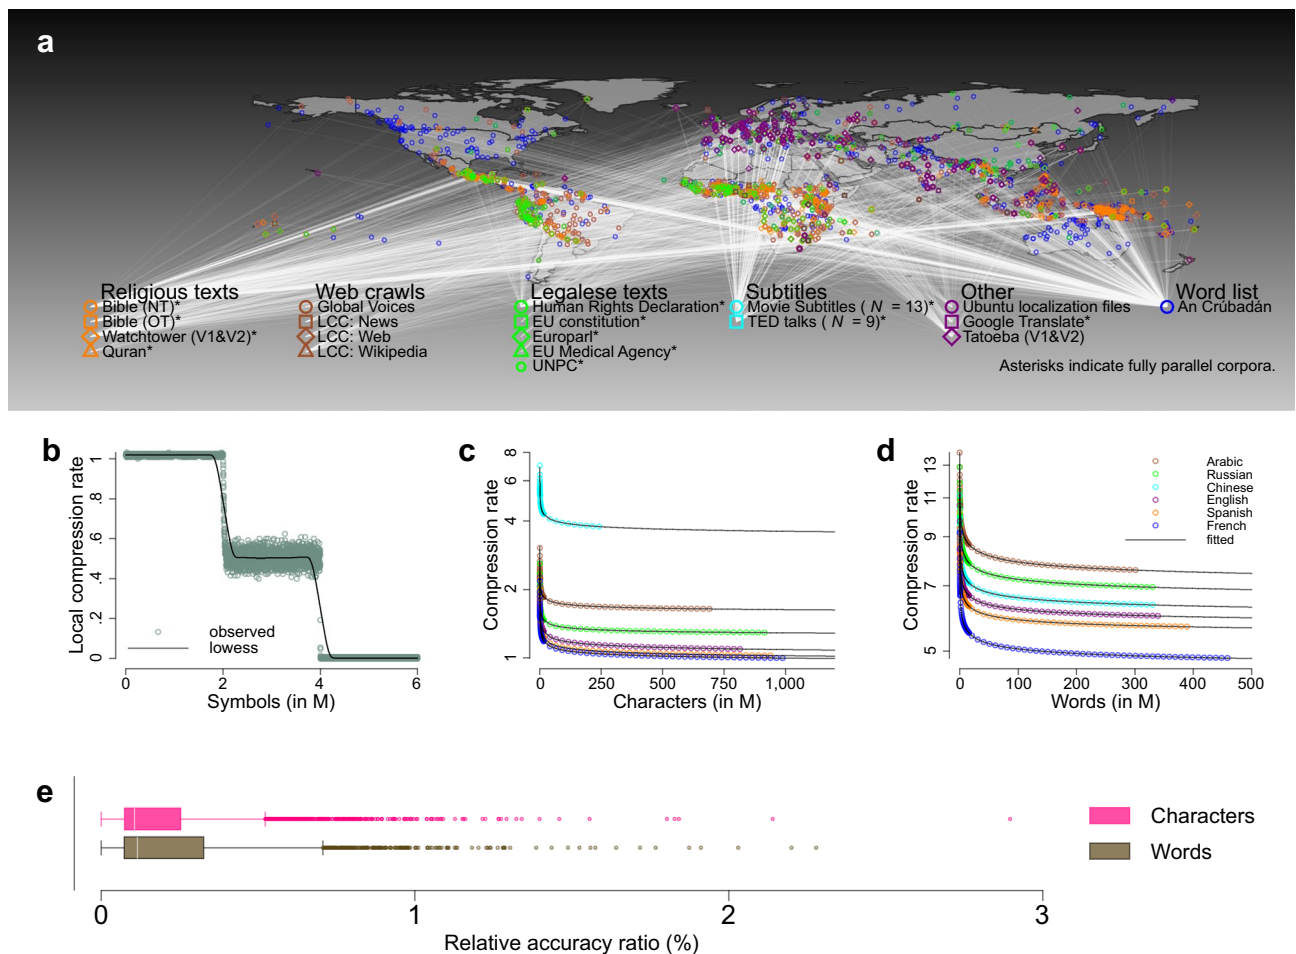 a
Religious texts
Bible (NT)*
Bible (OT)*
Watchtower (V1&V2)*
Quran*
Web crawls
Global Voices
LCC: News
LCC: Web
LCC: Wikipedia
Legalese texts
Human Rights Declaration*
EU constitution*
Europarl*
EU Medical Agency*
UNPC*
Subtitles
Movie Subtitles ( N = 13)*
TED talks ( N = 9)*
Other
Ubuntu localization files
Google Translate*
Tatoeba (V1&V2)
Word list
An Crúbadán
Asterisks indicate fully parallel corpora.
b
Local compression rate
1
.8
.6
.4
.2
0
observed
lowess
0 2 4 6
Symbols (in M)
c
Compression rate
8
6
4
2
1
0 250 500 750 1,000
Characters (in M)
d
Compression rate
13
11
9
7
5
Arabic
Russian
Chinese
English
Spanish
French
fitted
0 100 200 300 400 500
Words (in M)
e
Characters
Words
0 1 2 3
Relative accuracy ratio (%)